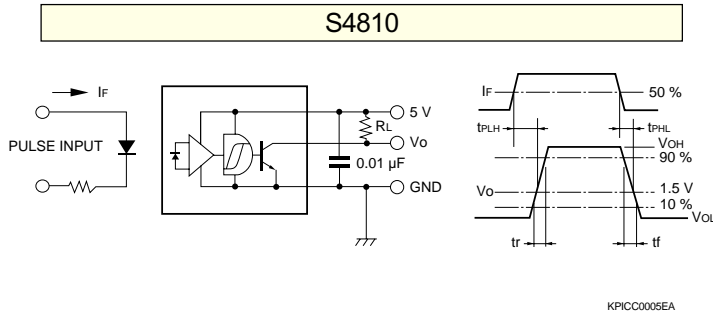 S4810
IF
PULSE INPUT
5 V
RL
Vo
0.01 µF
GND
IF
50 %
tPLH
tPHL
VOH
90 %
Vo
1.5 V
10 %
VOL
tr
tf
KPICC0005EA